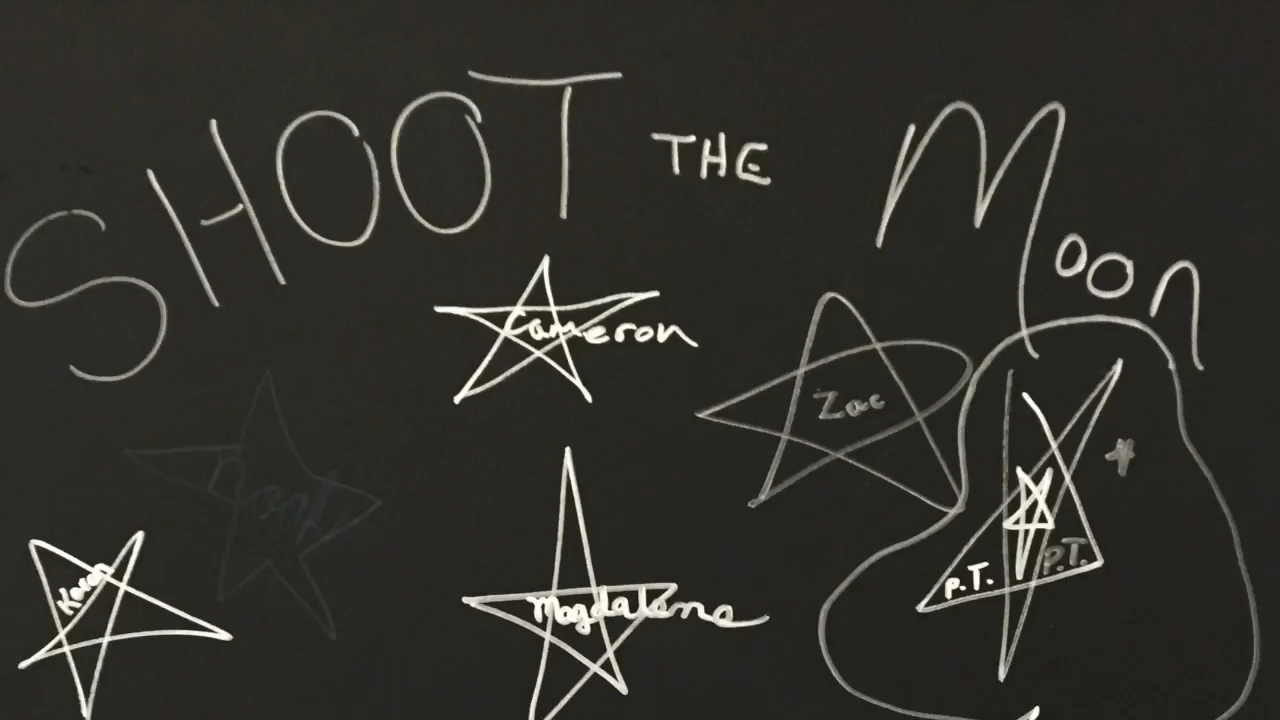 SHOOT THE Moon
Cameron
Zac
Karen
Magdalena
P.T.
P.T.